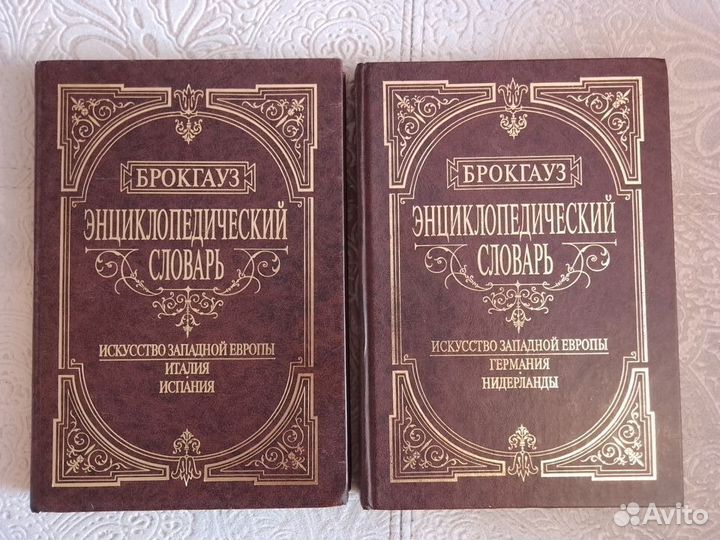 БРОКГАУЗ
ЭНЦИКЛОПЕДИЧЕСКИЙ
СЛОВАРЬ
ИСКУССТВО ЗАПАДНОЙ ЕВРОПЫ
ИТАЛИЯ
ИСПАНИЯ
БРОКГАУЗ
ЭНЦИКЛОПЕДИЧЕСКИЙ
СЛОВАРЬ
ИСКУССТВО ЗАПАДНОЙ ЕВРОПЫ
ГЕРМАНИЯ
НИДЕРЛАНДЫ
Avito